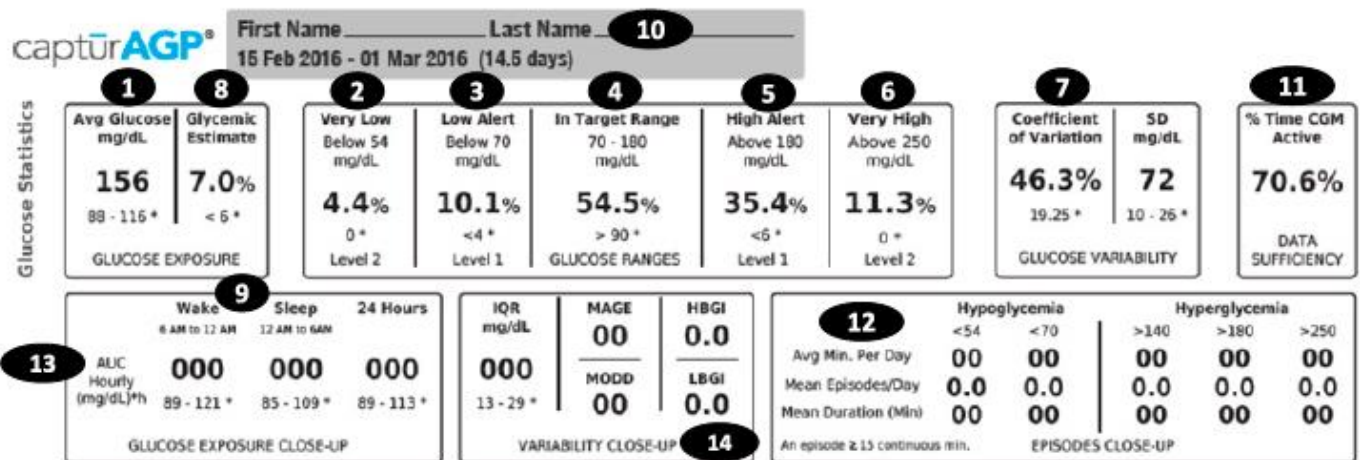 captūrAGP®
First Name Last Name
10
15 Feb 2016 - 01 Mar 2016 (14.5 days)
Glucose Statistics
1 8 2 3 4 5 6 7 11
Avg Glucose mg/dL
156
88 - 116 *
Glycemic Estimate
7.0%
< 6 *
GLUCOSE EXPOSURE
Very Low
Below 54
mg/dL
4.4%
0 *
Level 2
Low Alert
Below 70
mg/dL
10.1%
<4 *
Level 1
In Target Range
70 - 180
mg/dL
54.5%
> 90 *
GLUCOSE RANGES
High Alert
Above 180
mg/dL
35.4%
<6 *
Level 1
Very High
Above 250
mg/dL
11.3%
0 *
Level 2
Coefficient
of Variation
46.3%
19.25 *
SD
mg/dL
72
10 - 26 *
GLUCOSE VARIABILITY
% Time CGM
Active
70.6%
DATA
SUFFICIENCY
9
13
Wake Sleep 24 Hours
6 AM to 12 AM 12 AM to 6AM
AUC
Hourly
(mg/dL)*h
000 000 000
89 - 121 * 85 - 109 * 89 - 113 *
GLUCOSE EXPOSURE CLOSE-UP
IQR
mg/dL
000
13 - 29 *
MAGE
00
MODD
00
HBGI
0.0
LBGI
0.0
VARIABILITY CLOSE-UP
14
12
Hypoglycemia Hyperglycemia
<54 <70 >140 >180 >250
Avg Min. Per Day 00 00 00 00 00
Mean Episodes/Day 0.0 0.0 0.0 0.0 0.0
Mean Duration (Min) 00 00 00 00 00
An episode ≥ 15 continuous min. EPISODES CLOSE-UP